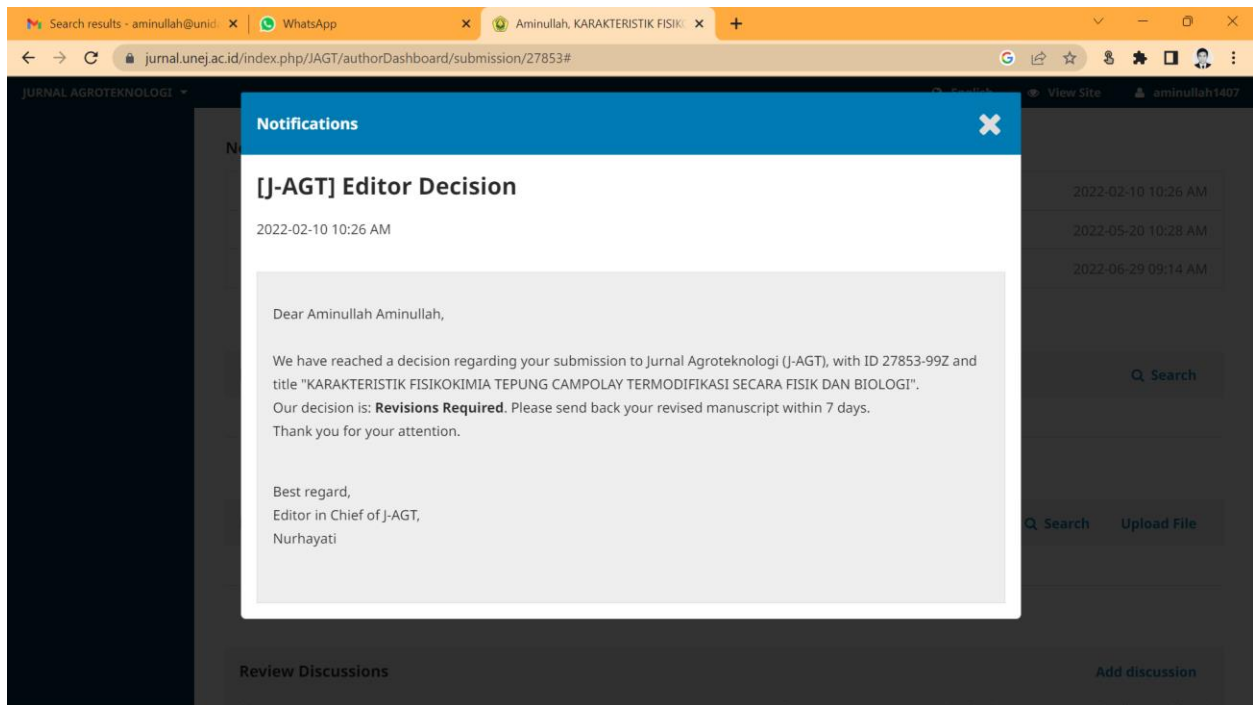 Search results - aminullah@unid
WhatsApp
Aminullah, KARAKTERISTIK FISIK
jurnal.unej.ac.id/index.php/JAGT/authorDashboard/submission/27853#
JURNAL AGROTEKNOLOGI
English
View Site
aminullah1407
Notifications
[J-AGT] Editor Decision
2022-02-10 10:26 AM
2022-02-10 10:26 AM
2022-05-20 10:28 AM
2022-06-29 09:14 AM
Dear Aminullah Aminullah,
We have reached a decision regarding your submission to Jurnal Agroteknologi (J-AGT), with ID 27853-99Z and
title "KARAKTERISTIK FISIKOKIMIA TEPUNG CAMPOLAY TERMODIFIKASI SECARA FISIK DAN BIOLOGI".
Our decision is: Revisions Required. Please send back your revised manuscript within 7 days.
Thank you for your attention.
Search
Best regard,
Editor in Chief of J-AGT,
Nurhayati
Search Upload File
Review Discussions
Add discussion